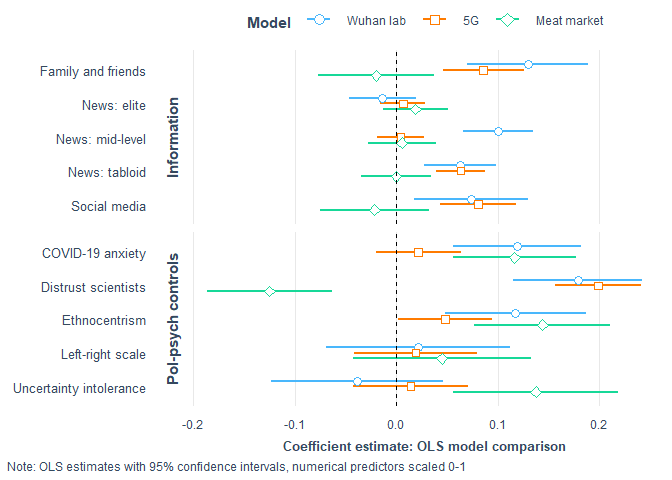 Model Wuhan lab 5G Meat market
Information
Family and friends
News: elite
News: mid-level
News: tabloid
Social media
Pol-psych controls
COVID-19 anxiety
Distrust scientists
Ethnocentrism
Left-right scale
Uncertainty intolerance
-0.2 -0.1 0.0 0.1 0.2
Coefficient estimate: OLS model comparison
Note: OLS estimates with 95% confidence intervals, numerical predictors scaled 0-1